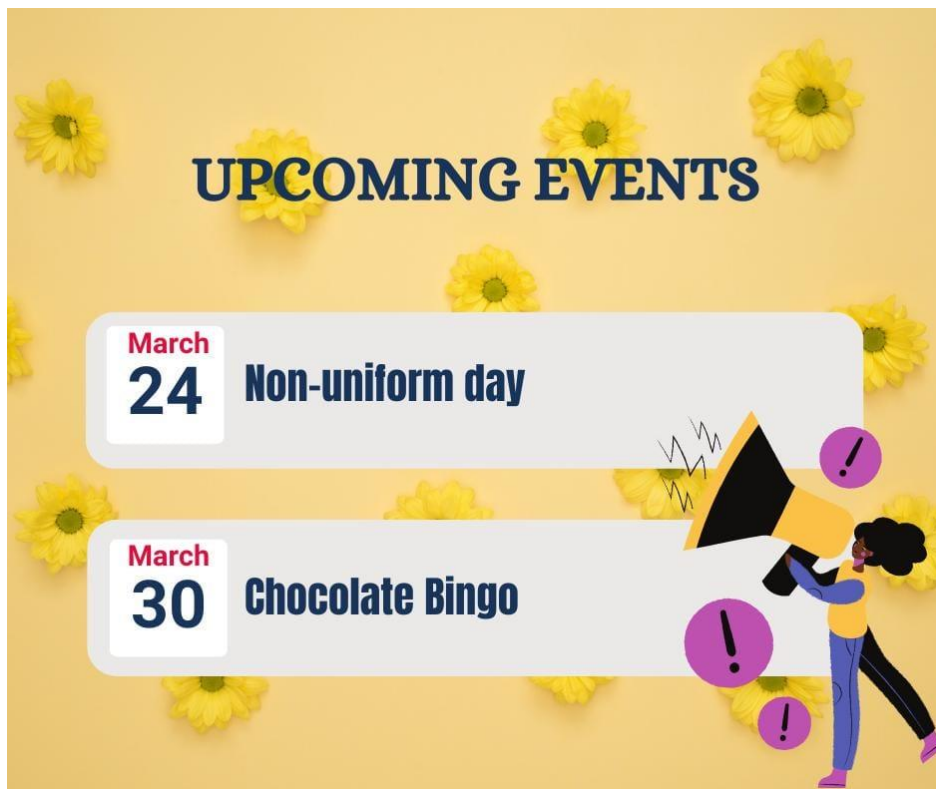 UPCOMING EVENTS
March
24
Non-uniform day
March
30
Chocolate Bingo